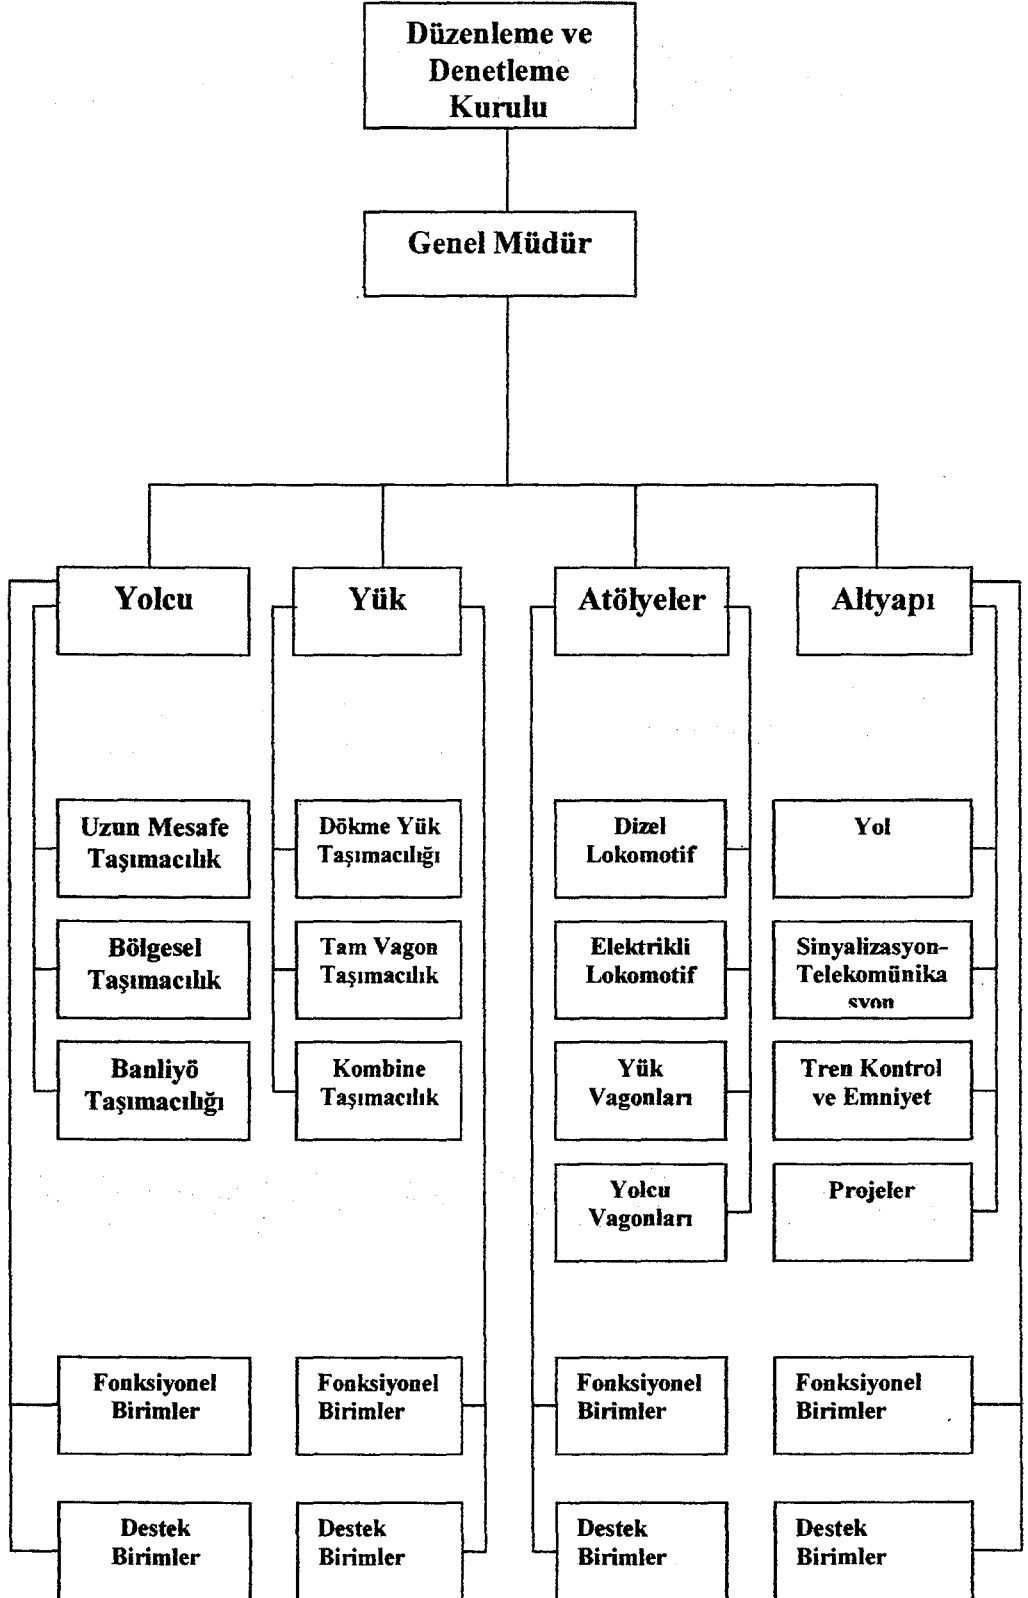 Düzenleme ve
Denetleme
Kurulu
Genel Müdür
Yolcu
Yük
Atölyeler
Altyapı
Uzun Mesafe
Taşımacılık
Dökme Yük
Taşımacılığı
Dizel
Lokomotif
Yol
Bölgesel
Taşımacılık
Tam Vagon
Taşımacılık
Elektrikli
Lokomotif
Sinyalizasyon-
Telekomünika
syon
Banliyö
Taşımacılığı
Kombine
Taşımacılık
Yük
Vagonları
Tren Kontrol
ve Emniyet
Yolcu
Vagonları
Projeler
Fonksiyonel
Birimler
Fonksiyonel
Birimler
Fonksiyonel
Birimler
Fonksiyonel
Birimler
Destek
Birimler
Destek
Birimler
Destek
Birimler
Destek
Birimler